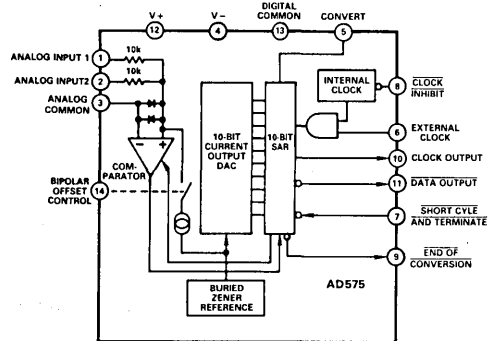 V+
12
V-
4
DIGITAL
COMMON
13
CONVERT
5
ANALOG INPUT 1
1
10k
ANALOG INPUT2
2
10k
ANALOG
COMMON
3
INTERNAL
CLOCK
8
CLOCK
INHIBIT
10-BIT
CURRENT
OUTPUT
DAC
10-BIT
SAR
6
EXTERNAL
CLOCK
-
+
COM-
PARATOR
10
CLOCK OUTPUT
BIPOLAR
OFFSET
CONTROL
14
11
DATA OUTPUT
7
SHORT CYLE
AND TERMINATE
9
END OF
CONVERSION
BURIED
ZENER
REFERENCE
AD575